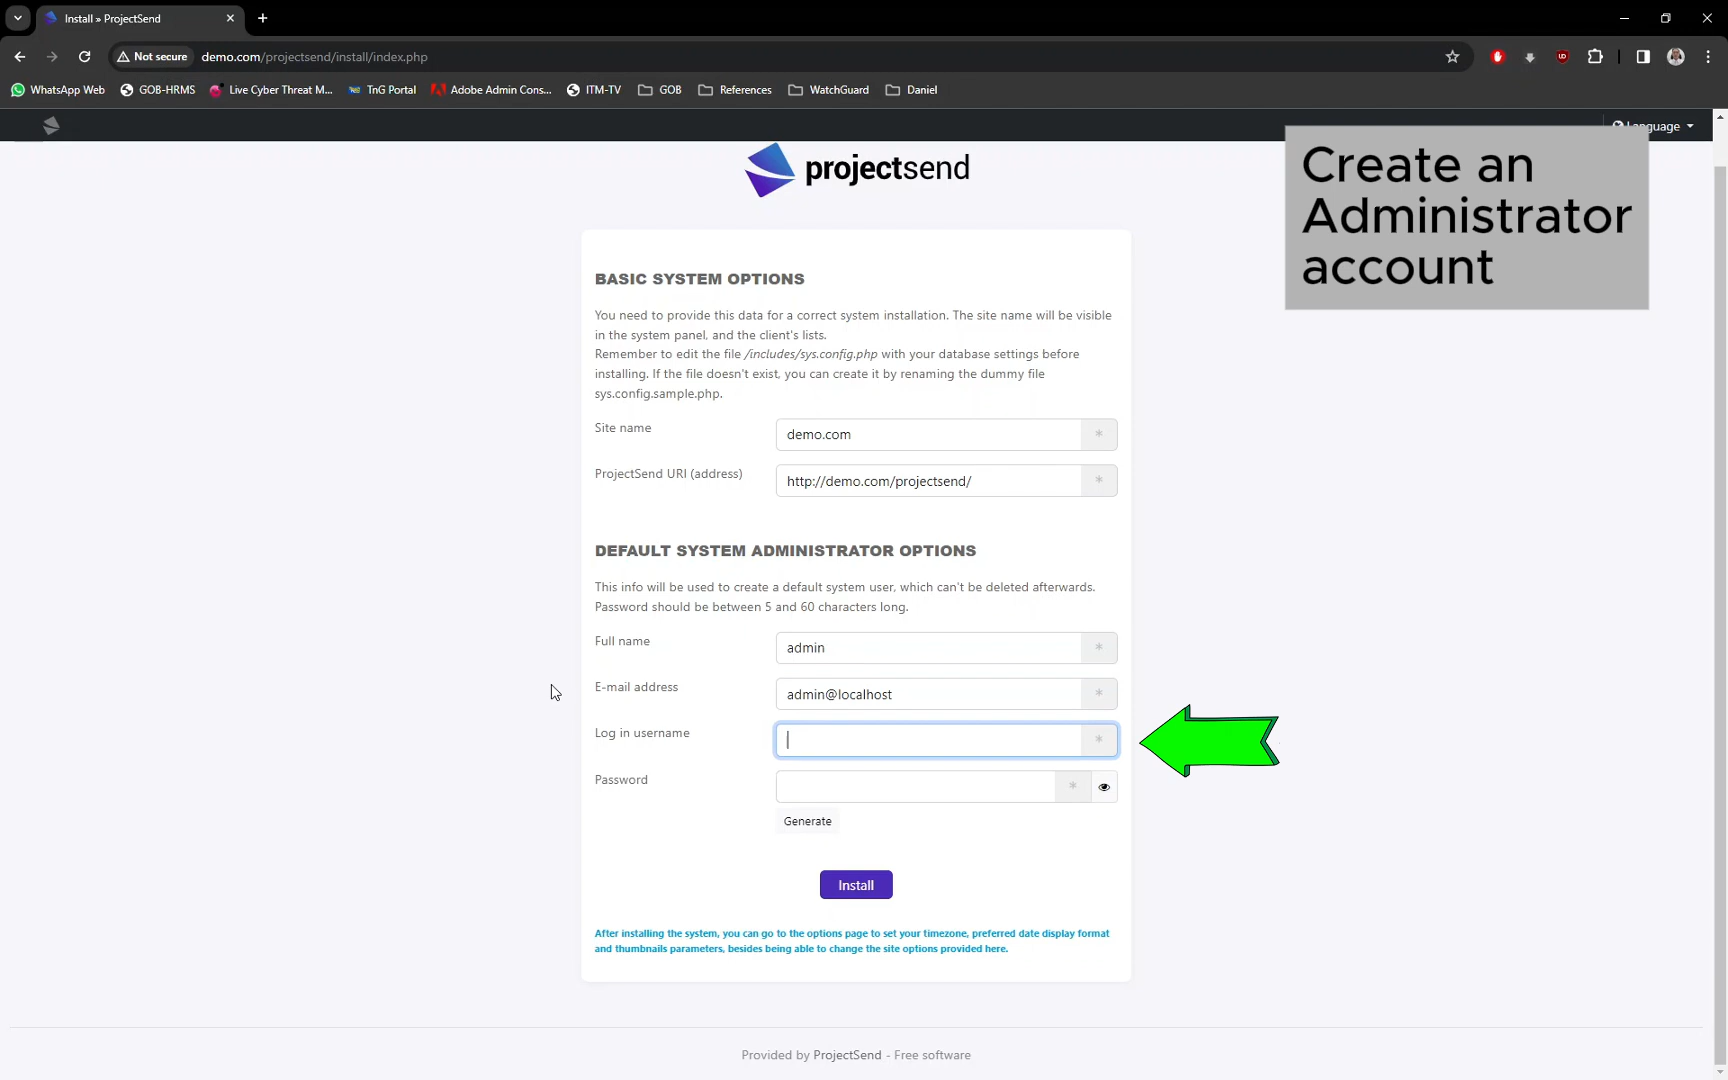 Install » ProjectSend
Not secure
demo.com/projectsend/install/index.php
WhatsApp Web
GOB-HRMS
Live Cyber Threat M...
TnG Portal
Adobe Admin Cons...
ITM-TV
GOB
References
WatchGuard
Daniel
Language
projectsend
Create an
Administrator
account
BASIC SYSTEM OPTIONS
You need to provide this data for a correct system installation. The site name will be visible
in the system panel, and the client's lists.
Remember to edit the file /includes/sys.config.php with your database settings before
installing. If the file doesn't exist, you can create it by renaming the dummy file
sys.config.sample.php.
Site name
demo.com
*
ProjectSend URI (address)
http://demo.com/projectsend/
*
DEFAULT SYSTEM ADMINISTRATOR OPTIONS
This info will be used to create a default system user, which can't be deleted afterwards.
Password should be between 5 and 60 characters long.
Full name
admin
*
E-mail address
admin@localhost
*
Log in username
*
Password
*
Generate
Install
After installing the system, you can go to the options page to set your timezone, preferred date display format
and thumbnails parameters, besides being able to change the site options provided here.
Provided by ProjectSend - Free software